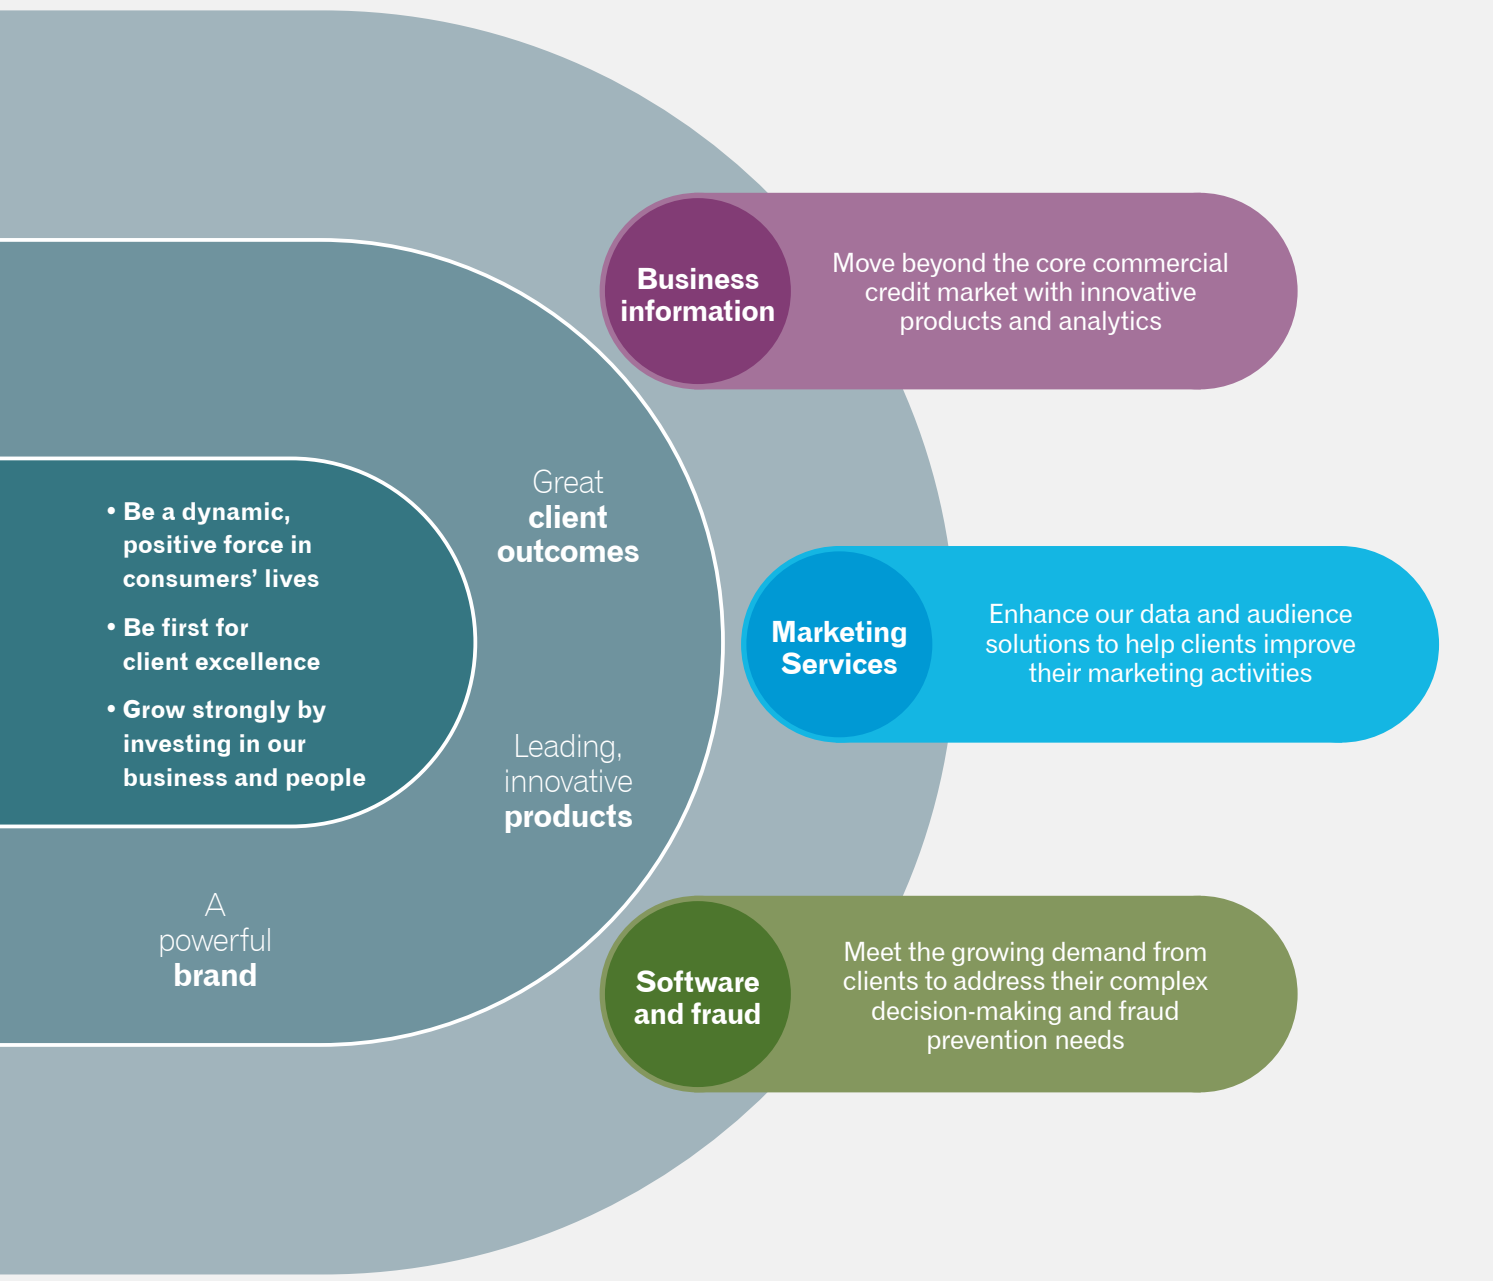 • Be a dynamic,
positive force in
consumers’ lives
• Be first for
client excellence
• Grow strongly by
investing in our
business and people
Great
client
outcomes
Leading,
innovative
products
A
powerful
brand
Business
information
Move beyond the core commercial
credit market with innovative
products and analytics
Marketing
Services
Enhance our data and audience
solutions to help clients improve
their marketing activities
Software
and fraud
Meet the growing demand from
clients to address their complex
decision-making and fraud
prevention needs